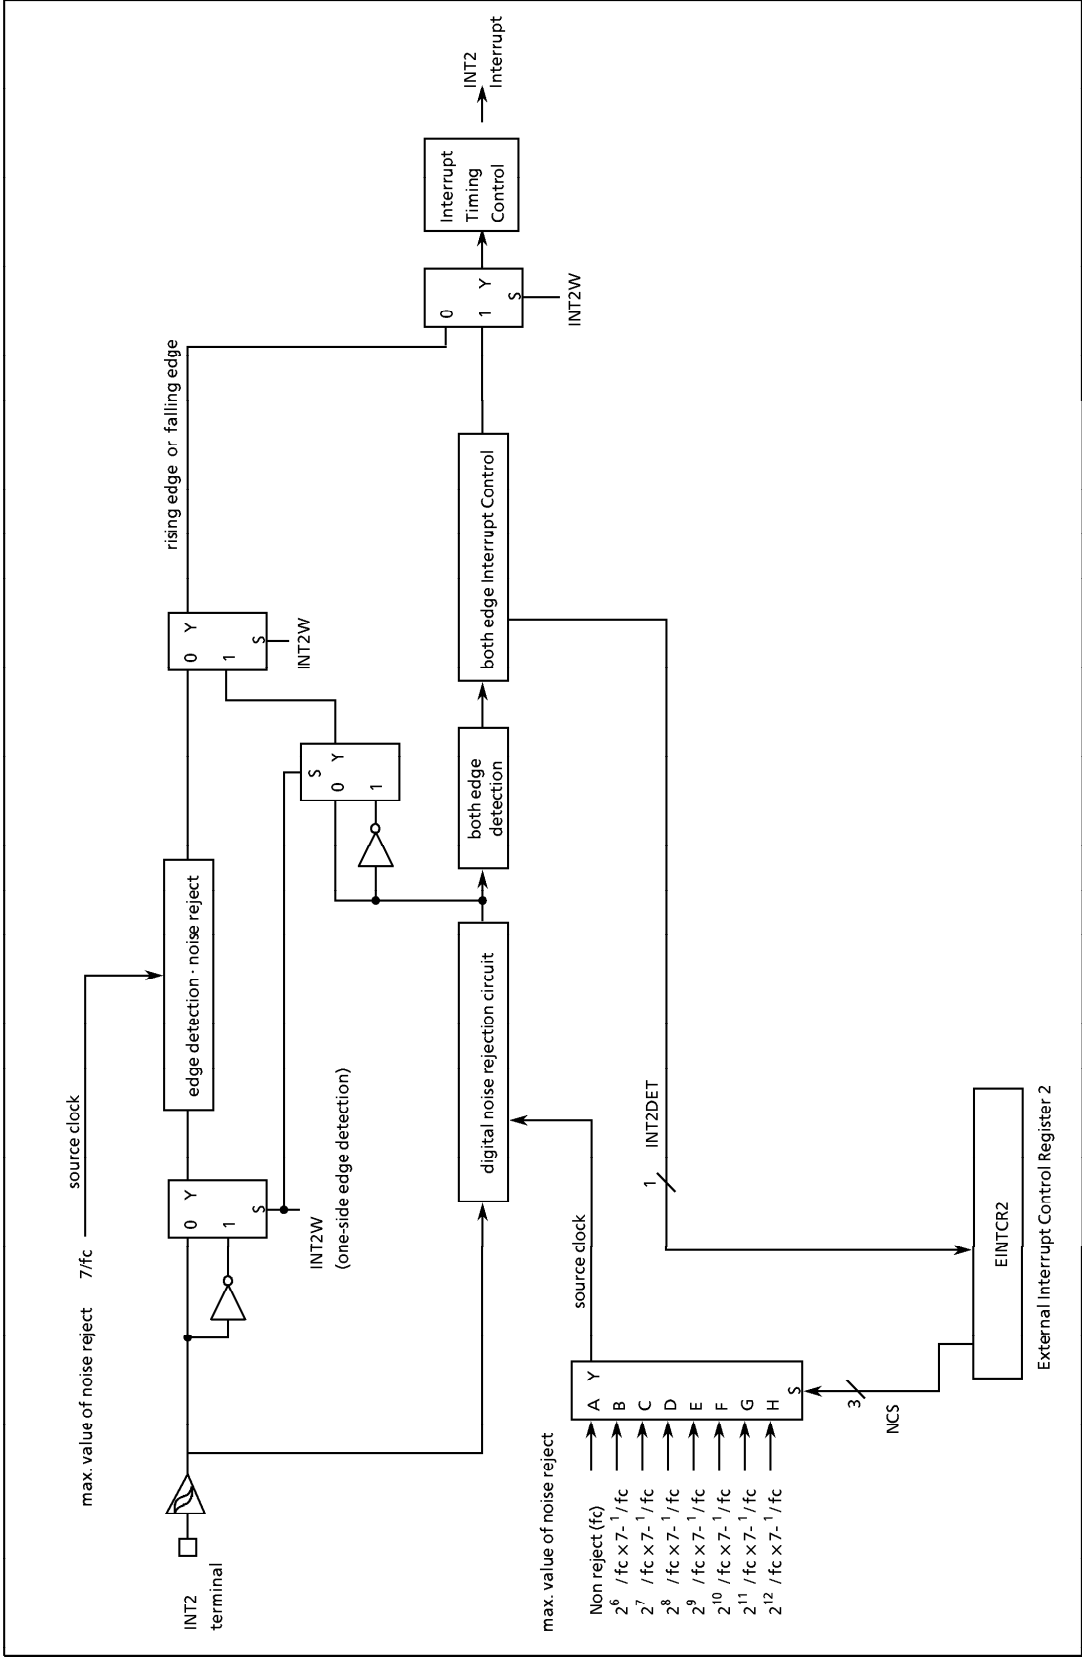 max. value of noise reject 7/fc
source clock
INT2
terminal
0 Y
1
S
INT2W
(one-side edge detection)
edge detection · noise reject
S
0 Y
1
0 Y
1
S
INT2W
rising edge or falling edge
digital noise rejection circuit
both edge
detection
both edge Interrupt Control
0
1 Y
S
INT2W
Interrupt
Timing
Control
INT2
Interrupt
max. value of noise reject
Non reject (fc)
2⁶ / fc × 7- ¹/ fc
2⁷ / fc × 7- ¹/ fc
2⁸ / fc × 7- ¹/ fc
2⁹ / fc × 7- ¹/ fc
2¹⁰ / fc × 7- ¹/ fc
2¹¹ / fc × 7- ¹/ fc
2¹² / fc × 7- ¹/ fc
A Y
B
C
D
E
F
G
H
S
source clock
3
NCS
1
INT2DET
EINTCR2
External Interrupt Control Register 2